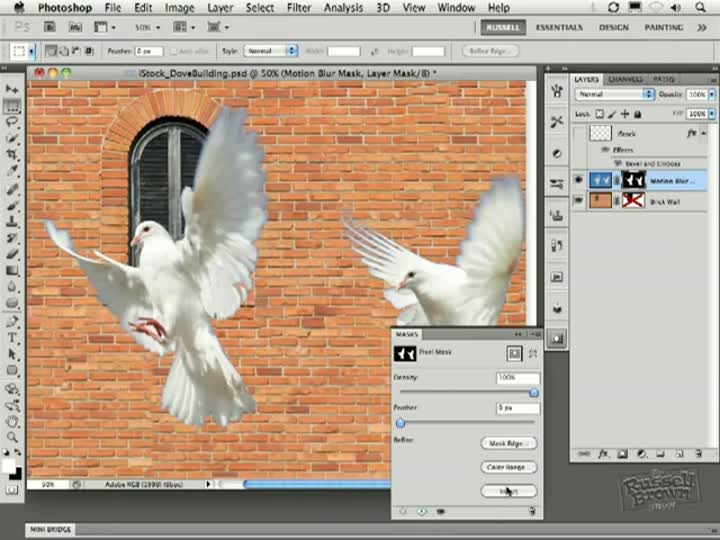 Photoshop File Edit Image Layer Select Filter Analysis 3D View Window Help
Ps Br Mb 50% RUSSELL ESSENTIALS DESIGN PAINTING
Feather: 0 px Anti-alias Style: Normal Width: Height: Refine Edge...
iStock_DoveBuilding.psd @ 50% (Motion Blur Mask, Layer Mask/8) *
LAYERS CHANNELS PATHS
Normal Opacity: 100%
Lock: Fill: 100%
fx
Effects
Bevel and Emboss
Motion Blur ...
Brick Wall
MASKS
Pixel Mask
Density: 100%
Feather: 0 px
Refine: Mask Edge...
Color Range...
Invert
50% Adobe RGB (1998) (8bpc)
The Russell Brown Show
MINI BRIDGE